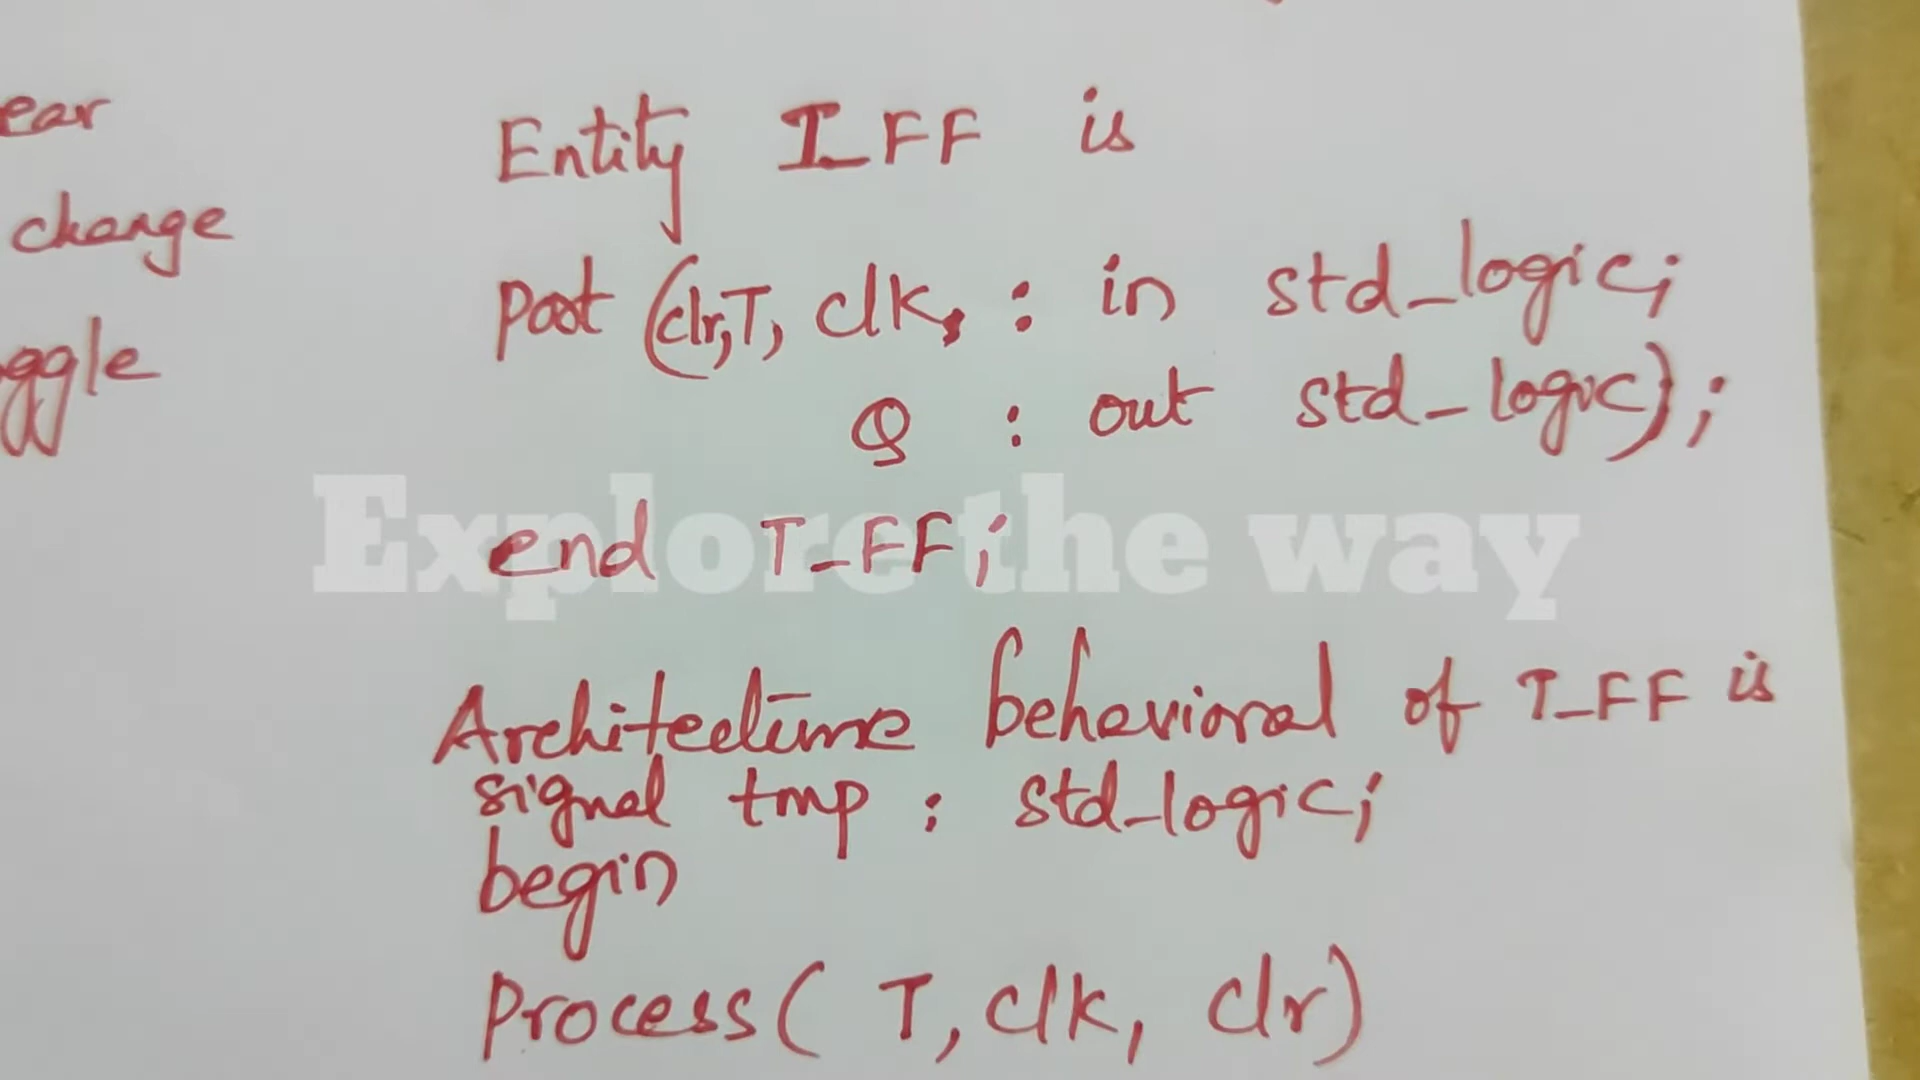 ear
change
ggle
Entity T_FF is
port (clr,T, clk, : in std_logic;
Q : out std_logic);
end T_FF;
Explore the way
Architecture behavioral of T_FF is
signal tmp : std_logic;
begin
Process( T, clk, clr)